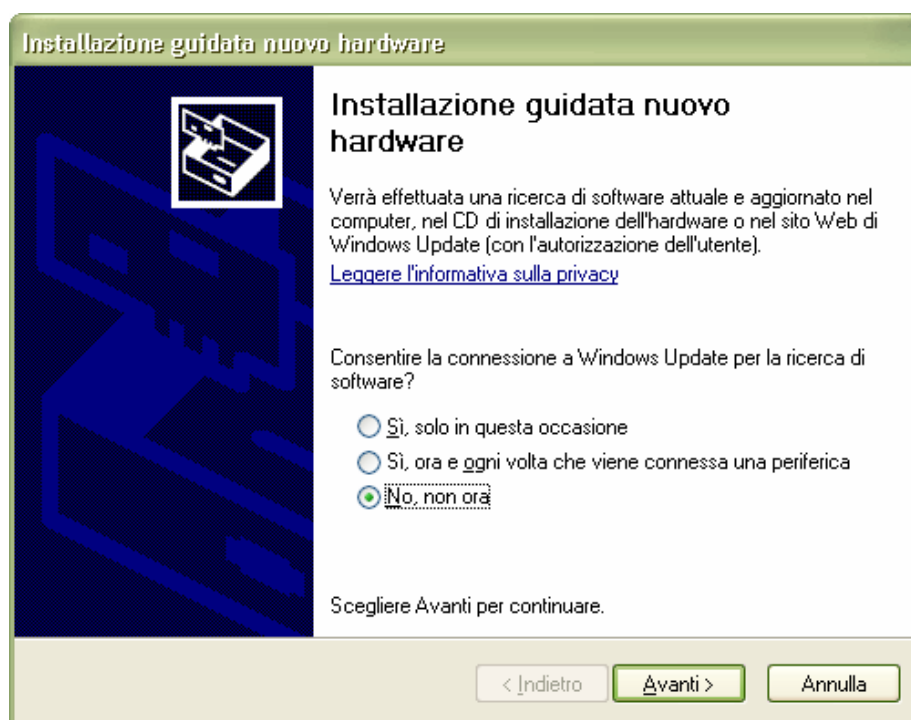 Installazione guidata nuovo hardware
Installazione guidata nuovo
hardware
Verrà effettuata una ricerca di software attuale e aggiornato nel
computer, nel CD di installazione dell'hardware o nel sito Web di
Windows Update (con l'autorizzazione dell'utente).
Leggere l'informativa sulla privacy
Consentire la connessione a Windows Update per la ricerca di
software?
Sì, solo in questa occasione
Sì, ora e ogni volta che viene connessa una periferica
No, non ora
Scegliere Avanti per continuare.
< Indietro Avanti > Annulla